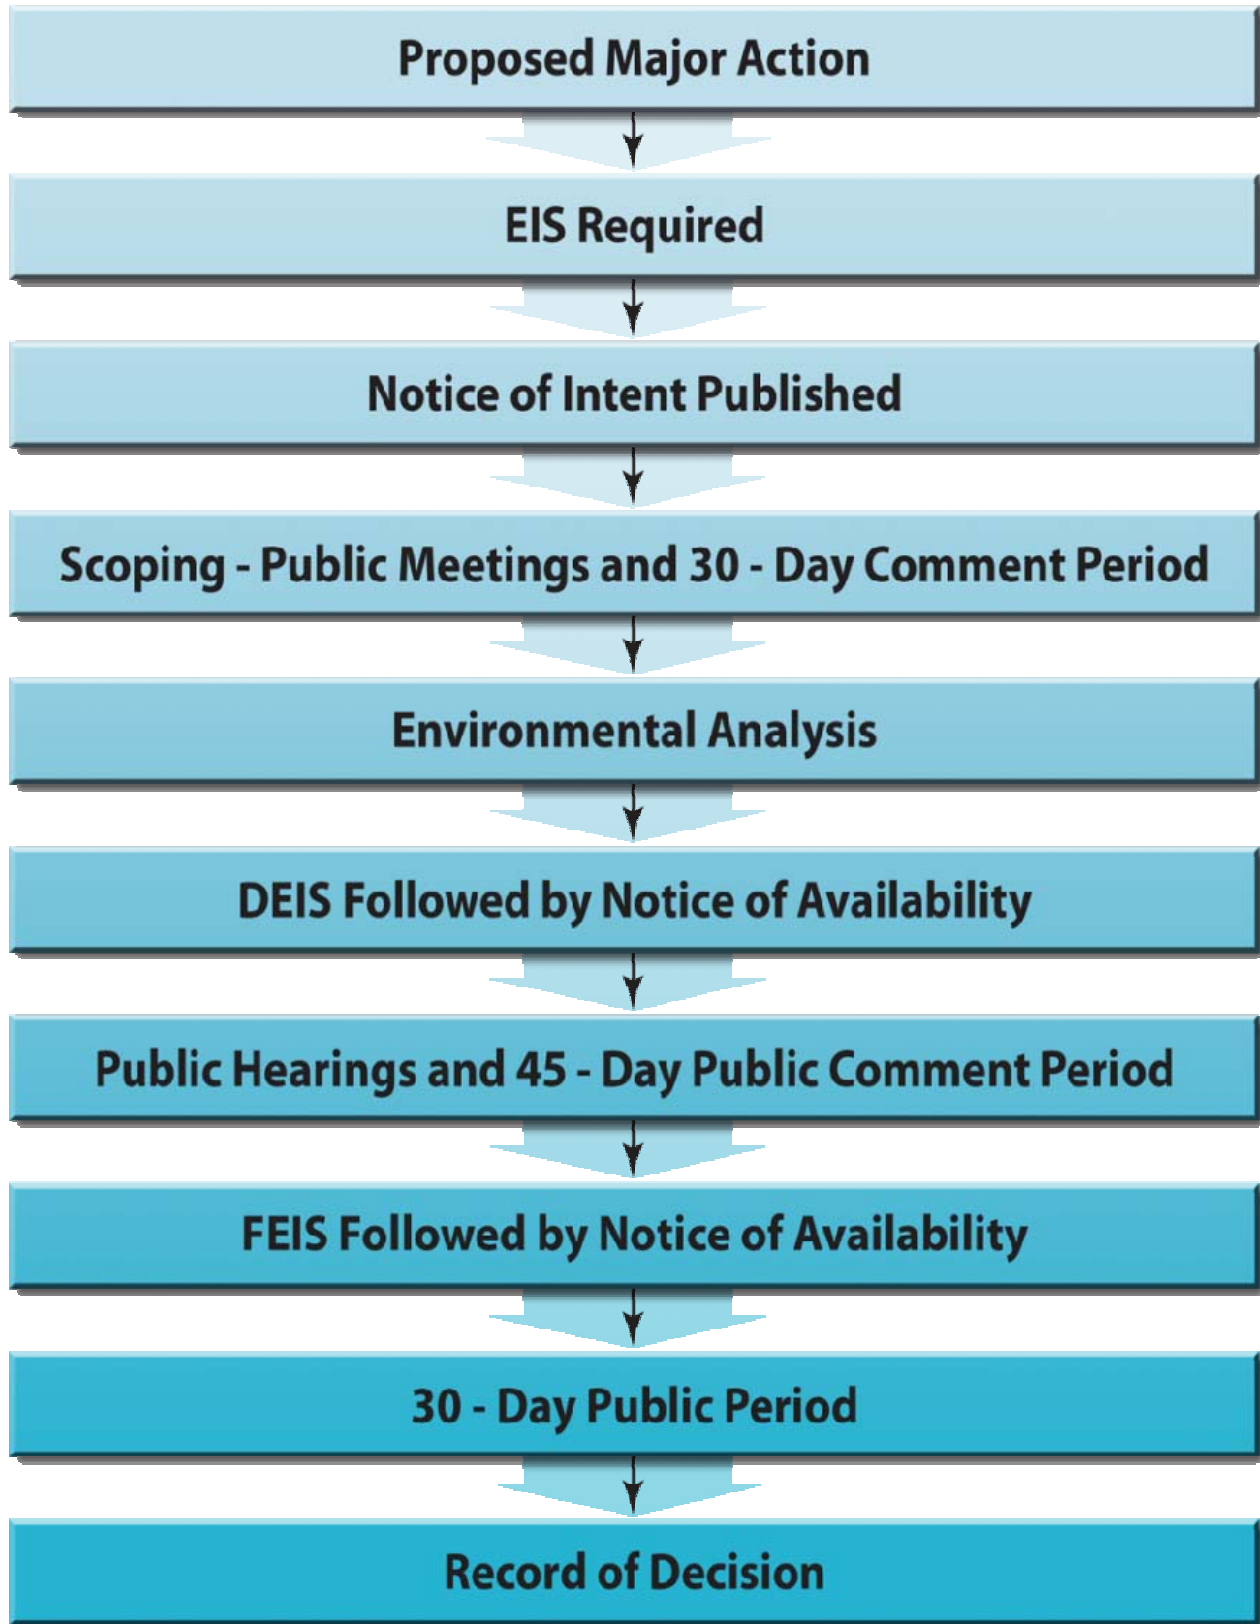 Proposed Major Action
EIS Required
Notice of Intent Published
Scoping - Public Meetings and 30 - Day Comment Period
Environmental Analysis
DEIS Followed by Notice of Availability
Public Hearings and 45 - Day Public Comment Period
FEIS Followed by Notice of Availability
30 - Day Public Period
Record of Decision